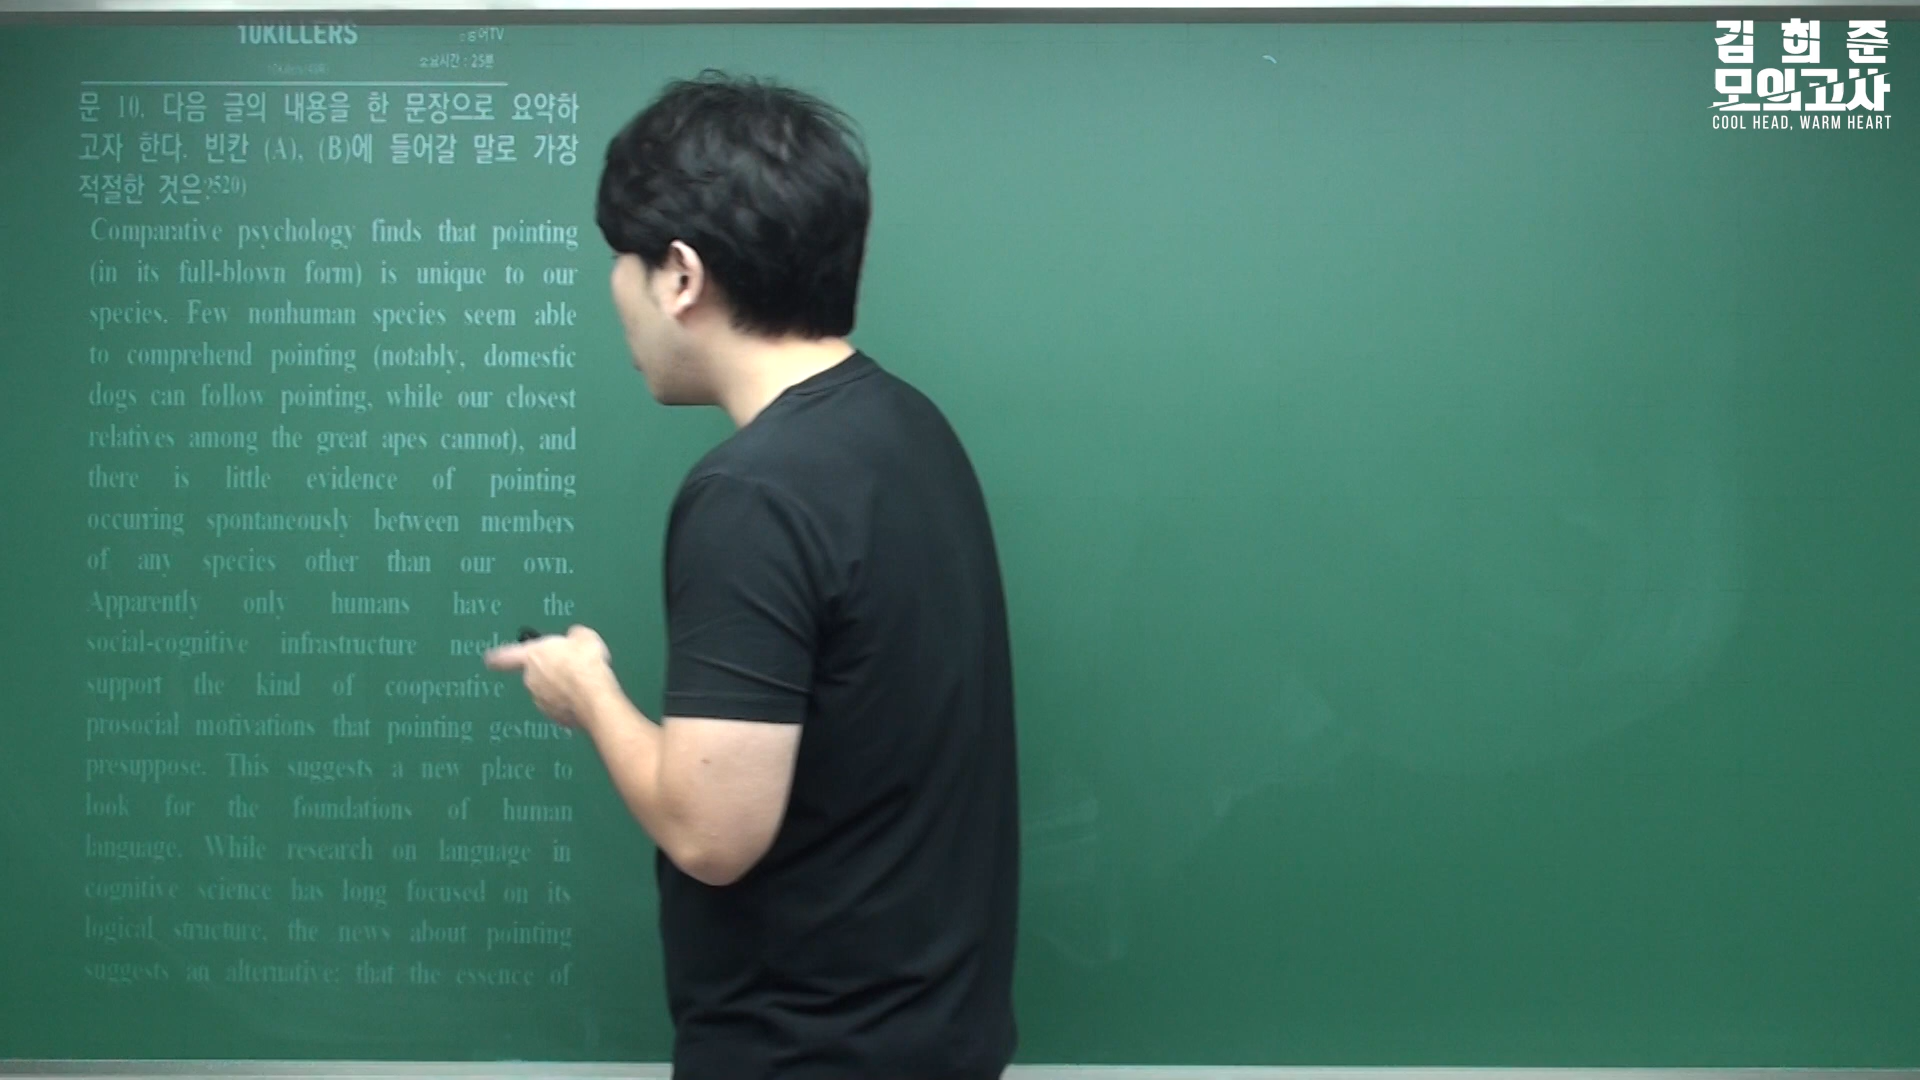 10KILLERS
소요시간 : 25분
문 10. 다음 글의 내용을 한 문장으로 요약하
고자 한다. 빈칸 (A), (B)에 들어갈 말로 가장
적절한 것은?520)
Comparative psychology finds that pointing
(in its full-blown form) is unique to our
species. Few nonhuman species seem able
to comprehend pointing (notably, domestic
dogs can follow pointing, while our closest
relatives among the great apes cannot), and
there is little evidence of pointing
occurring spontaneously between members
of any species other than our own.
Apparently only humans have the
social-cognitive infrastructure
support the kind of cooperative
prosocial motivations that pointing gestures
presuppose. This suggests a new place to
look for the foundations of human
language. While research on language in
cognitive science has long focused on its
logical structure, the news about pointing
suggests an alternative: that the essence of
김희준
모의고사
COOL HEAD, WARM HEART